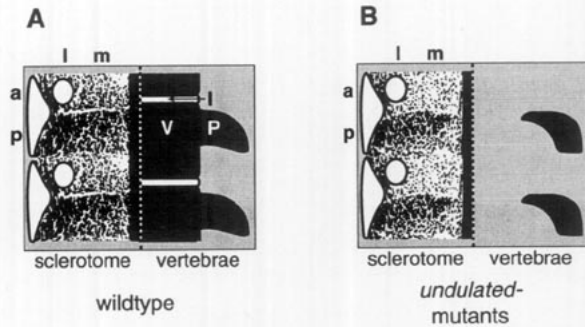 A
B
l m
l m
a
a
I
V P
p
p
sclerotome vertebrae
sclerotome vertebrae
wildtype
undulated-
mutants